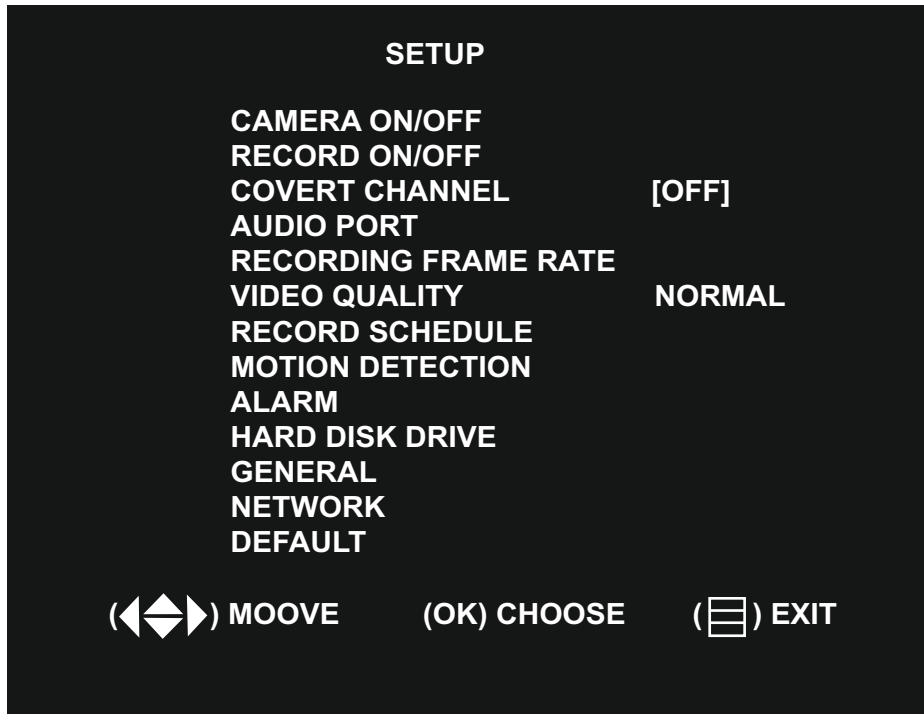 SETUP
CAMERA ON/OFF
RECORD ON/OFF
COVERT CHANNEL [OFF]
AUDIO PORT
RECORDING FRAME RATE
VIDEO QUALITY NORMAL
RECORD SCHEDULE
MOTION DETECTION
ALARM
HARD DISK DRIVE
GENERAL
NETWORK
DEFAULT
() MOOVE (OK) CHOOSE () EXIT